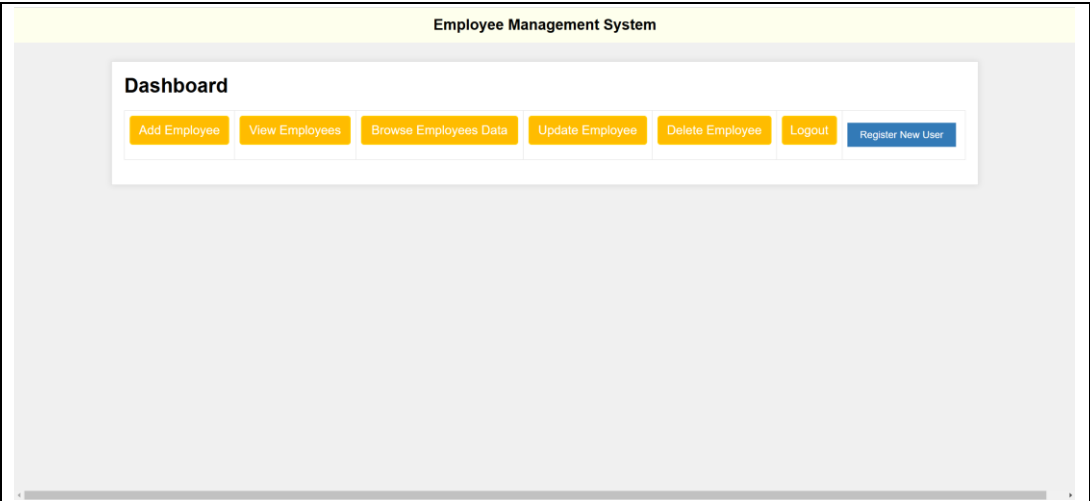 Employee Management System
Dashboard
Add Employee View Employees Browse Employees Data Update Employee Delete Employee Logout Register New User